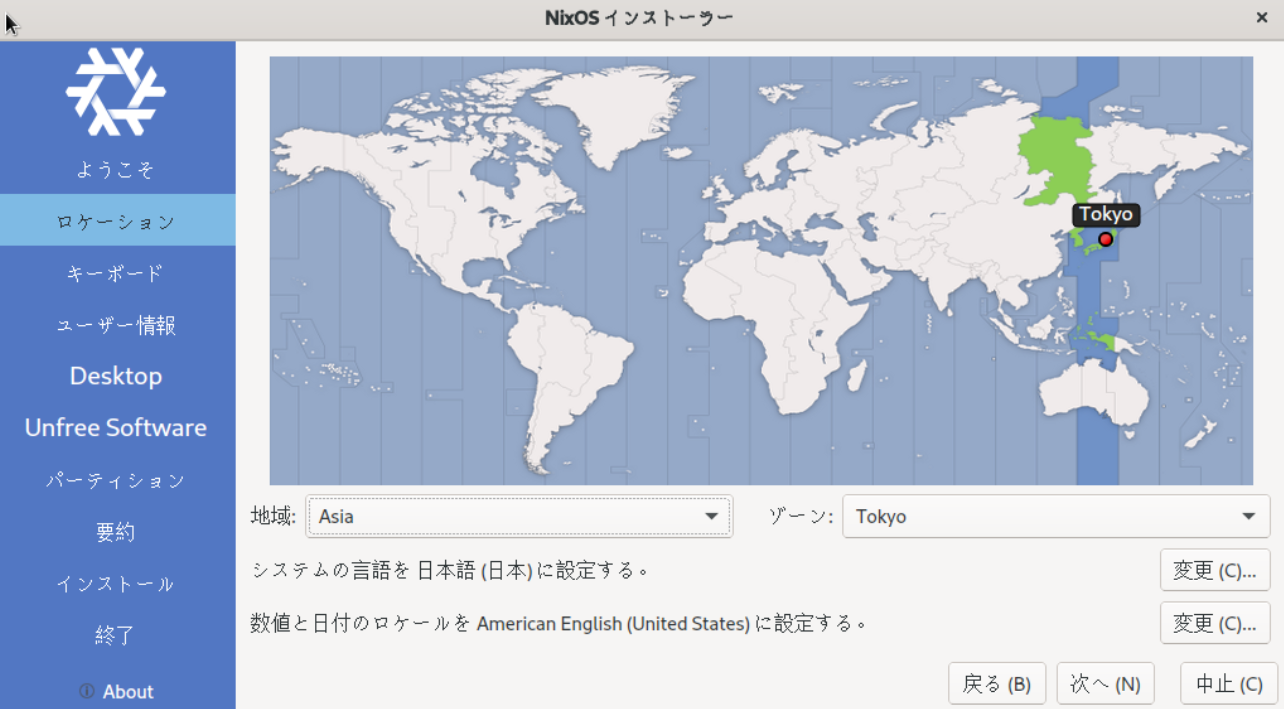 NixOS インストーラー
×
ようこそ
ロケーション
キーボード
ユーザー情報
Desktop
Unfree Software
パーティション
要約
インストール
終了
About
Tokyo
地域: Asia ゾーン: Tokyo
システムの言語を 日本語 (日本) に設定する。 変更 (C)...
数値と日付のロケールを American English (United States) に設定する。 変更 (C)...
戻る (B) 次へ (N) 中止 (C)